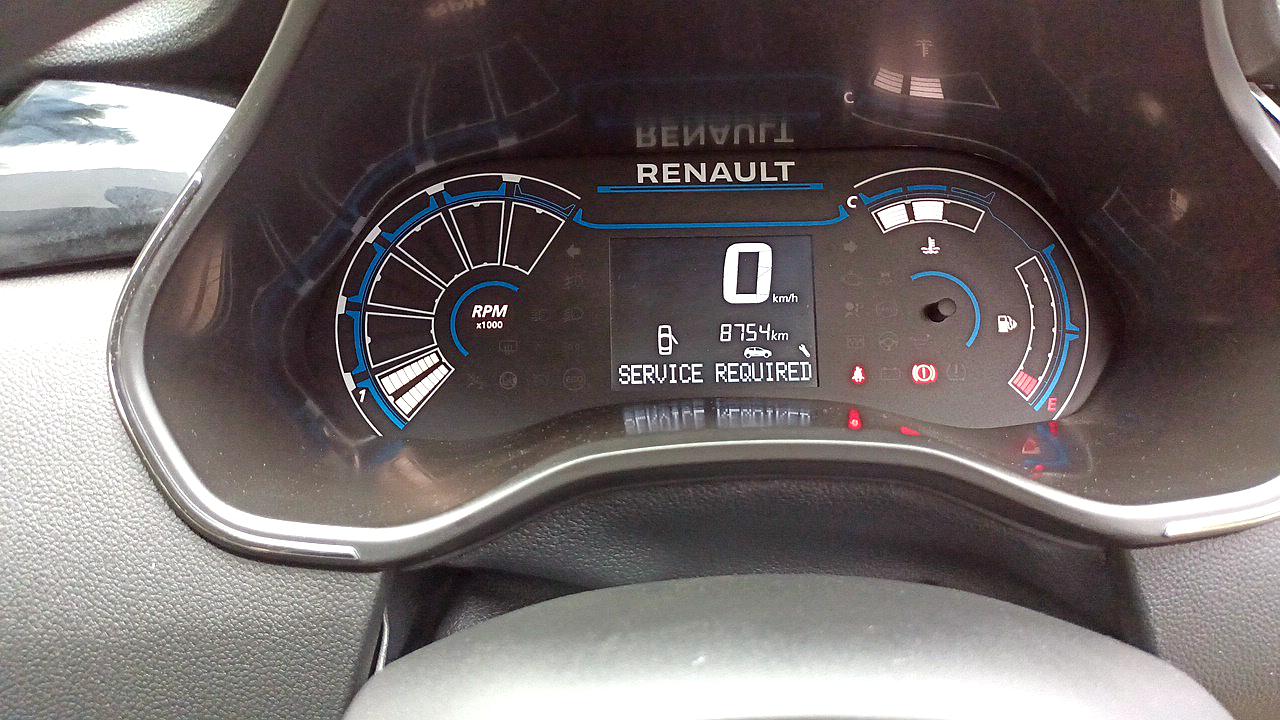 RENAULT
C
0 km/h
RPM
x1000
8754km
SERVICE REQUIRED
1
E